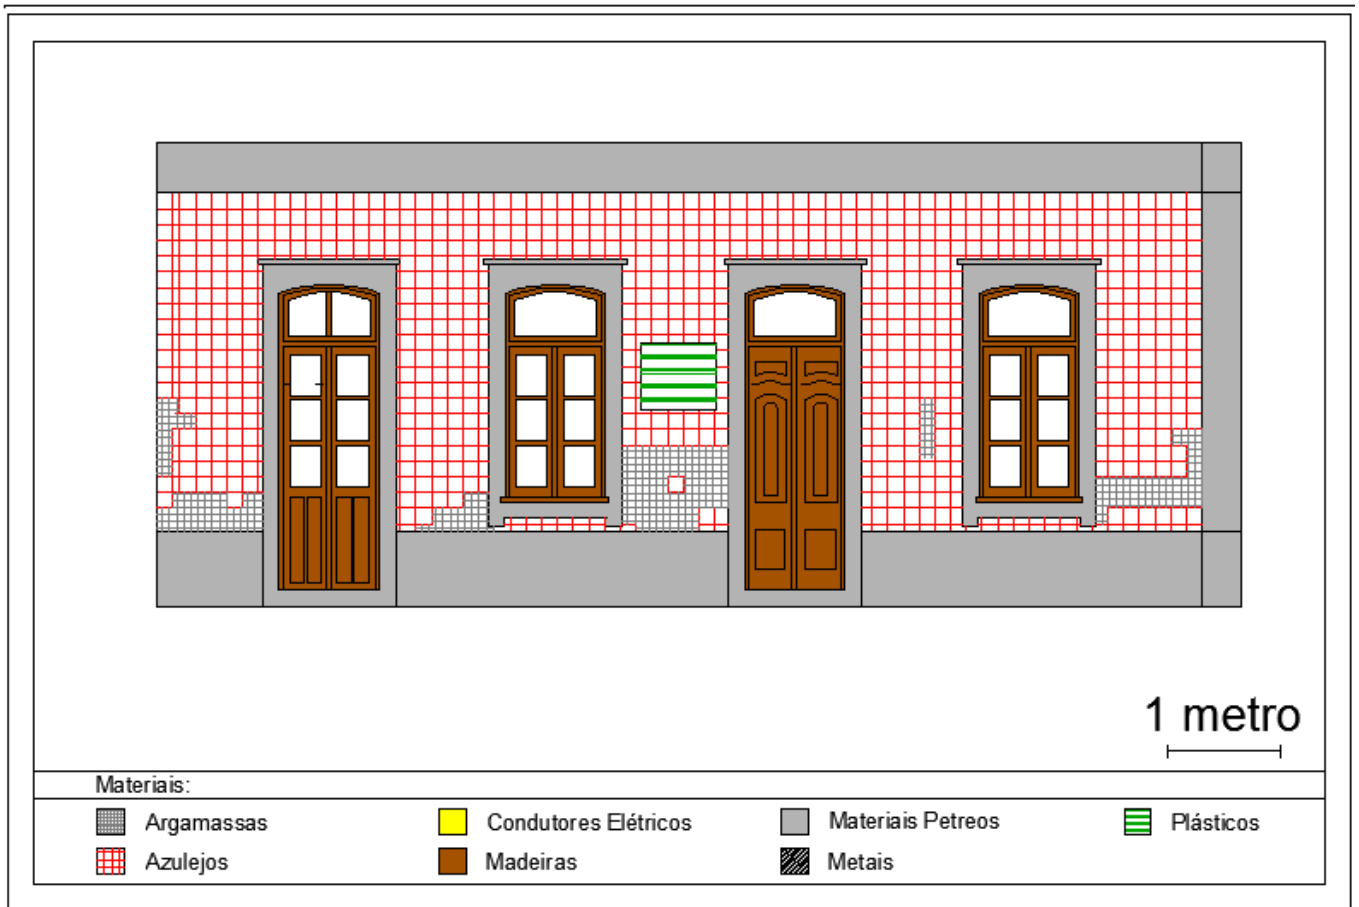 1 metro
Materiais:
Argamassas Condutores Elétricos Materiais Petreos Plásticos
Azulejos Madeiras Metais